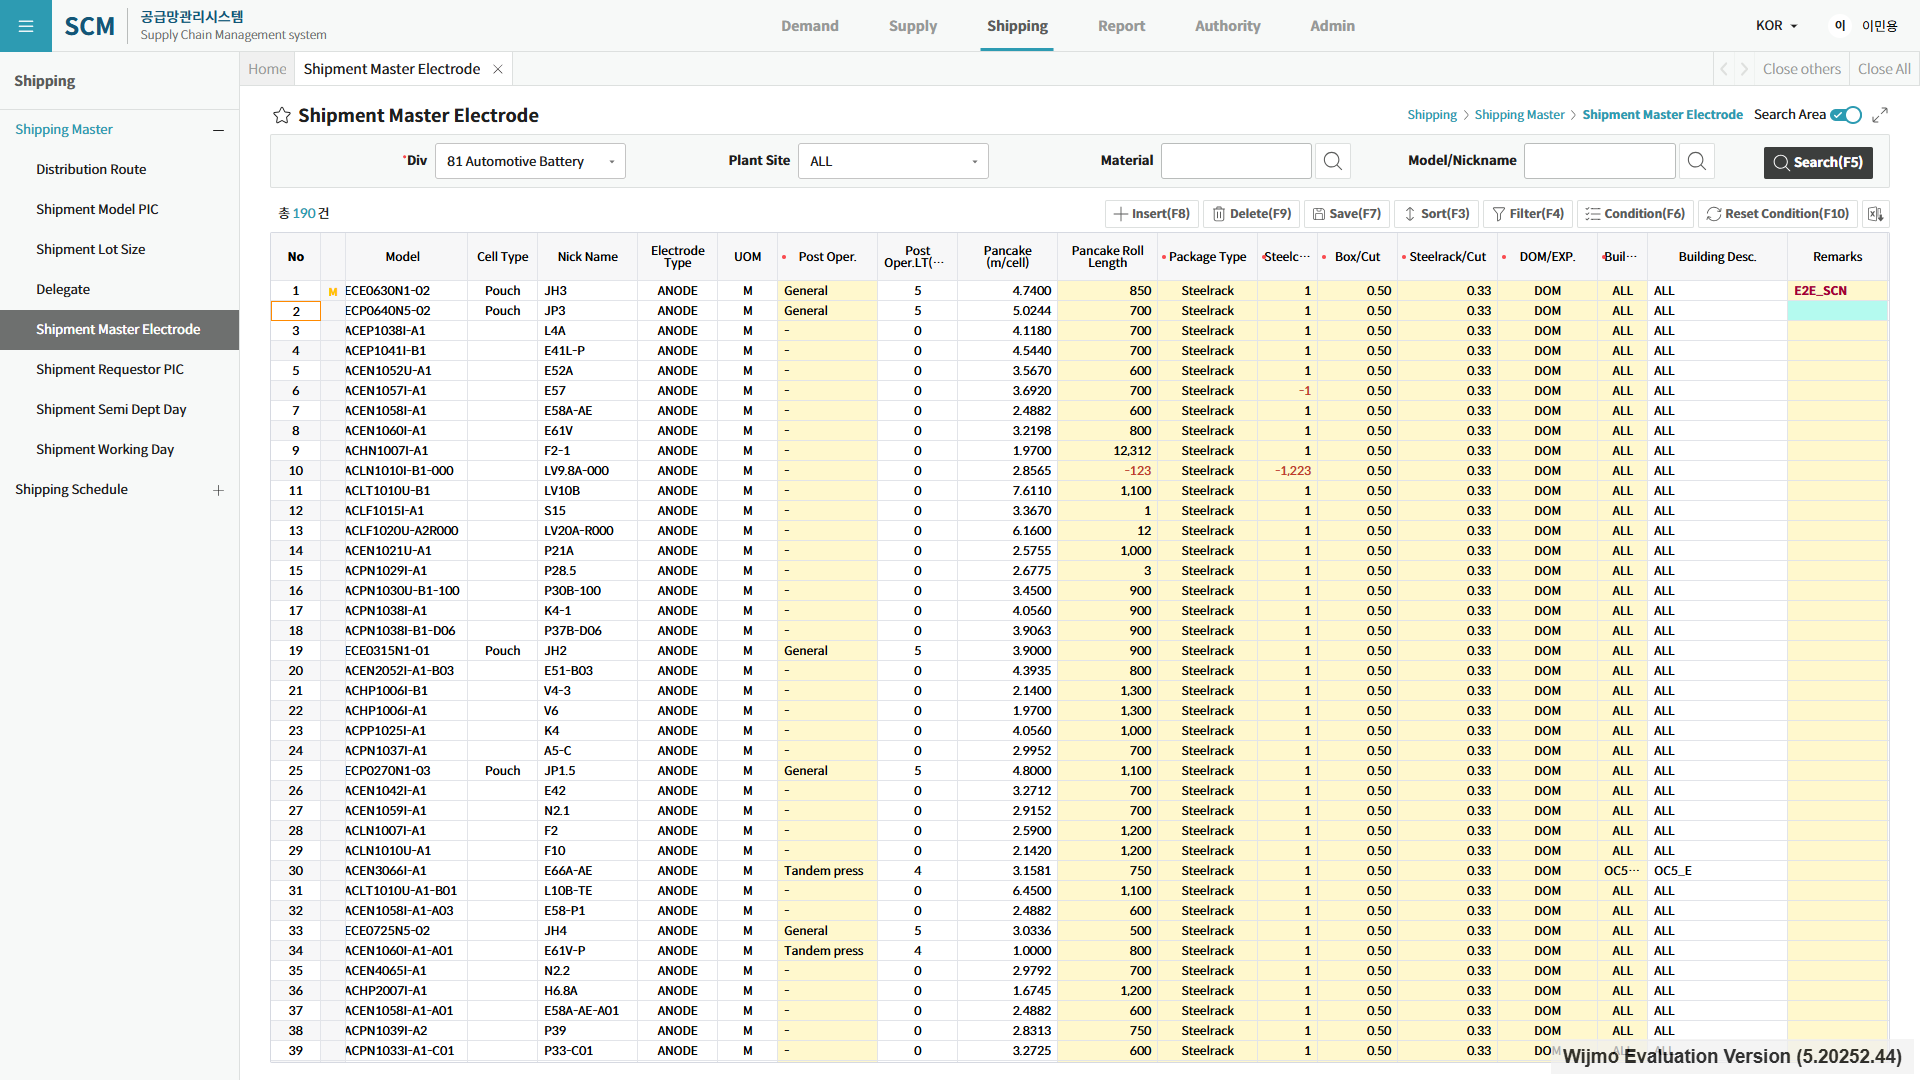 SCM
공급망관리시스템
Supply Chain Management system
Demand Supply Shipping Report Authority Admin
KOR 이 이민용
Shipping
Home Shipment Master Electrode
Close others Close All
Shipping Master
Distribution Route
Shipment Model PIC
Shipment Lot Size
Delegate
Shipment Master Electrode
Shipment Requestor PIC
Shipment Semi Dept Day
Shipment Working Day
Shipping Schedule
Shipment Master Electrode
Shipping > Shipping Master > Shipment Master Electrode Search Area
*Div 81 Automotive Battery Plant Site ALL Material Model/Nickname Search(F5)
총 190 건
Insert(F8) Delete(F9) Save(F7) Sort(F3) Filter(F4) Condition(F6) Reset Condition(F10)
No Model Cell Type Nick Name Electrode Type UOM Post Oper. Post Oper.LT(⋯ Pancake (m/cell) Pancake Roll Length Package Type Steelc⋯ Box/Cut Steelrack/Cut DOM/EXP. Buil⋯ Building Desc. Remarks
1 M ECE0630N1-02 Pouch JH3 ANODE M General 5 4.7400 850 Steelrack 1 0.50 0.33 DOM ALL ALL E2E_SCN
2 ECP0640N5-02 Pouch JP3 ANODE M General 5 5.0244 700 Steelrack 1 0.50 0.33 DOM ALL ALL
3 ACEP1038I-A1 L4A ANODE M - 0 4.1180 700 Steelrack 1 0.50 0.33 DOM ALL ALL
4 ACEP1041I-B1 E41L-P ANODE M - 0 4.5440 700 Steelrack 1 0.50 0.33 DOM ALL ALL
5 ACEN1052U-A1 E52A ANODE M - 0 3.5670 600 Steelrack 1 0.50 0.33 DOM ALL ALL
6 ACEN1057I-A1 E57 ANODE M - 0 3.6920 700 Steelrack -1 0.50 0.33 DOM ALL ALL
7 ACEN1058I-A1 E58A-AE ANODE M - 0 2.4882 600 Steelrack 1 0.50 0.33 DOM ALL ALL
8 ACEN1060I-A1 E61V ANODE M - 0 3.2198 800 Steelrack 1 0.50 0.33 DOM ALL ALL
9 ACHN1007I-A1 F2-1 ANODE M - 0 1.9700 12,312 Steelrack 1 0.50 0.33 DOM ALL ALL
10 ACLN1010I-B1-000 LV9.8A-000 ANODE M - 0 2.8565 -123 Steelrack -1,223 0.50 0.33 DOM ALL ALL
11 ACLT1010U-B1 LV10B ANODE M - 0 7.6110 1,100 Steelrack 1 0.50 0.33 DOM ALL ALL
12 ACLF1015I-A1 S15 ANODE M - 0 3.3670 1 Steelrack 1 0.50 0.33 DOM ALL ALL
13 ACLF1020U-A2R000 LV20A-R000 ANODE M - 0 6.1600 12 Steelrack 1 0.50 0.33 DOM ALL ALL
14 ACEN1021U-A1 P21A ANODE M - 0 2.5755 1,000 Steelrack 1 0.50 0.33 DOM ALL ALL
15 ACPN1029I-A1 P28.5 ANODE M - 0 2.6775 3 Steelrack 1 0.50 0.33 DOM ALL ALL
16 ACPN1030U-B1-100 P30B-100 ANODE M - 0 3.4500 900 Steelrack 1 0.50 0.33 DOM ALL ALL
17 ACPN1038I-A1 K4-1 ANODE M - 0 4.0560 900 Steelrack 1 0.50 0.33 DOM ALL ALL
18 ACPN1038I-B1-D06 P37B-D06 ANODE M - 0 3.9063 900 Steelrack 1 0.50 0.33 DOM ALL ALL
19 ECE0315N1-01 Pouch JH2 ANODE M General 5 3.9000 900 Steelrack 1 0.50 0.33 DOM ALL ALL
20 ACEN2052I-A1-B03 E51-B03 ANODE M - 0 4.3935 800 Steelrack 1 0.50 0.33 DOM ALL ALL
21 ACHP1006I-B1 V4-3 ANODE M - 0 2.1400 1,300 Steelrack 1 0.50 0.33 DOM ALL ALL
22 ACHP1006I-A1 V6 ANODE M - 0 1.9700 1,300 Steelrack 1 0.50 0.33 DOM ALL ALL
23 ACPP1025I-A1 K4 ANODE M - 0 4.0560 1,000 Steelrack 1 0.50 0.33 DOM ALL ALL
24 ACPN1037I-A1 A5-C ANODE M - 0 2.9952 700 Steelrack 1 0.50 0.33 DOM ALL ALL
25 ECP0270N1-03 Pouch JP1.5 ANODE M General 5 4.8000 1,100 Steelrack 1 0.50 0.33 DOM ALL ALL
26 ACEN1042I-A1 E42 ANODE M - 0 3.2712 700 Steelrack 1 0.50 0.33 DOM ALL ALL
27 ACEN1059I-A1 N2.1 ANODE M - 0 2.9152 700 Steelrack 1 0.50 0.33 DOM ALL ALL
28 ACLN1007I-A1 F2 ANODE M - 0 2.5900 1,200 Steelrack 1 0.50 0.33 DOM ALL ALL
29 ACLN1010U-A1 F10 ANODE M - 0 2.1420 1,200 Steelrack 1 0.50 0.33 DOM ALL ALL
30 ACEN3066I-A1 E66A-AE ANODE M Tandem press 4 3.1581 750 Steelrack 1 0.50 0.33 DOM OC5⋯ OC5_E
31 ACLT1010U-A1-B01 L10B-TE ANODE M - 0 6.4500 1,100 Steelrack 1 0.50 0.33 DOM ALL ALL
32 ACEN1058I-A1-A03 E58-P1 ANODE M - 0 2.4882 600 Steelrack 1 0.50 0.33 DOM ALL ALL
33 ECE0725N5-02 JH4 ANODE M General 5 3.0336 500 Steelrack 1 0.50 0.33 DOM ALL ALL
34 ACEN1060I-A1-A01 E61V-P ANODE M Tandem press 4 1.0000 800 Steelrack 1 0.50 0.33 DOM ALL ALL
35 ACEN4065I-A1 N2.2 ANODE M - 0 2.9792 700 Steelrack 1 0.50 0.33 DOM ALL ALL
36 ACHP2007I-A1 H6.8A ANODE M - 0 1.6745 1,200 Steelrack 1 0.50 0.33 DOM ALL ALL
37 ACEN1058I-A1-A01 E58A-AE-A01 ANODE M - 0 2.4882 600 Steelrack 1 0.50 0.33 DOM ALL ALL
38 ACPN1039I-A2 P39 ANODE M - 0 2.8313 750 Steelrack 1 0.50 0.33 DOM ALL ALL
39 ACPN1033I-A1-C01 P33-C01 ANODE M - 0 3.2725 600 Steelrack 1 0.50 0.33 DOM ALL ALL
Wijmo Evaluation Version (5.20252.44)